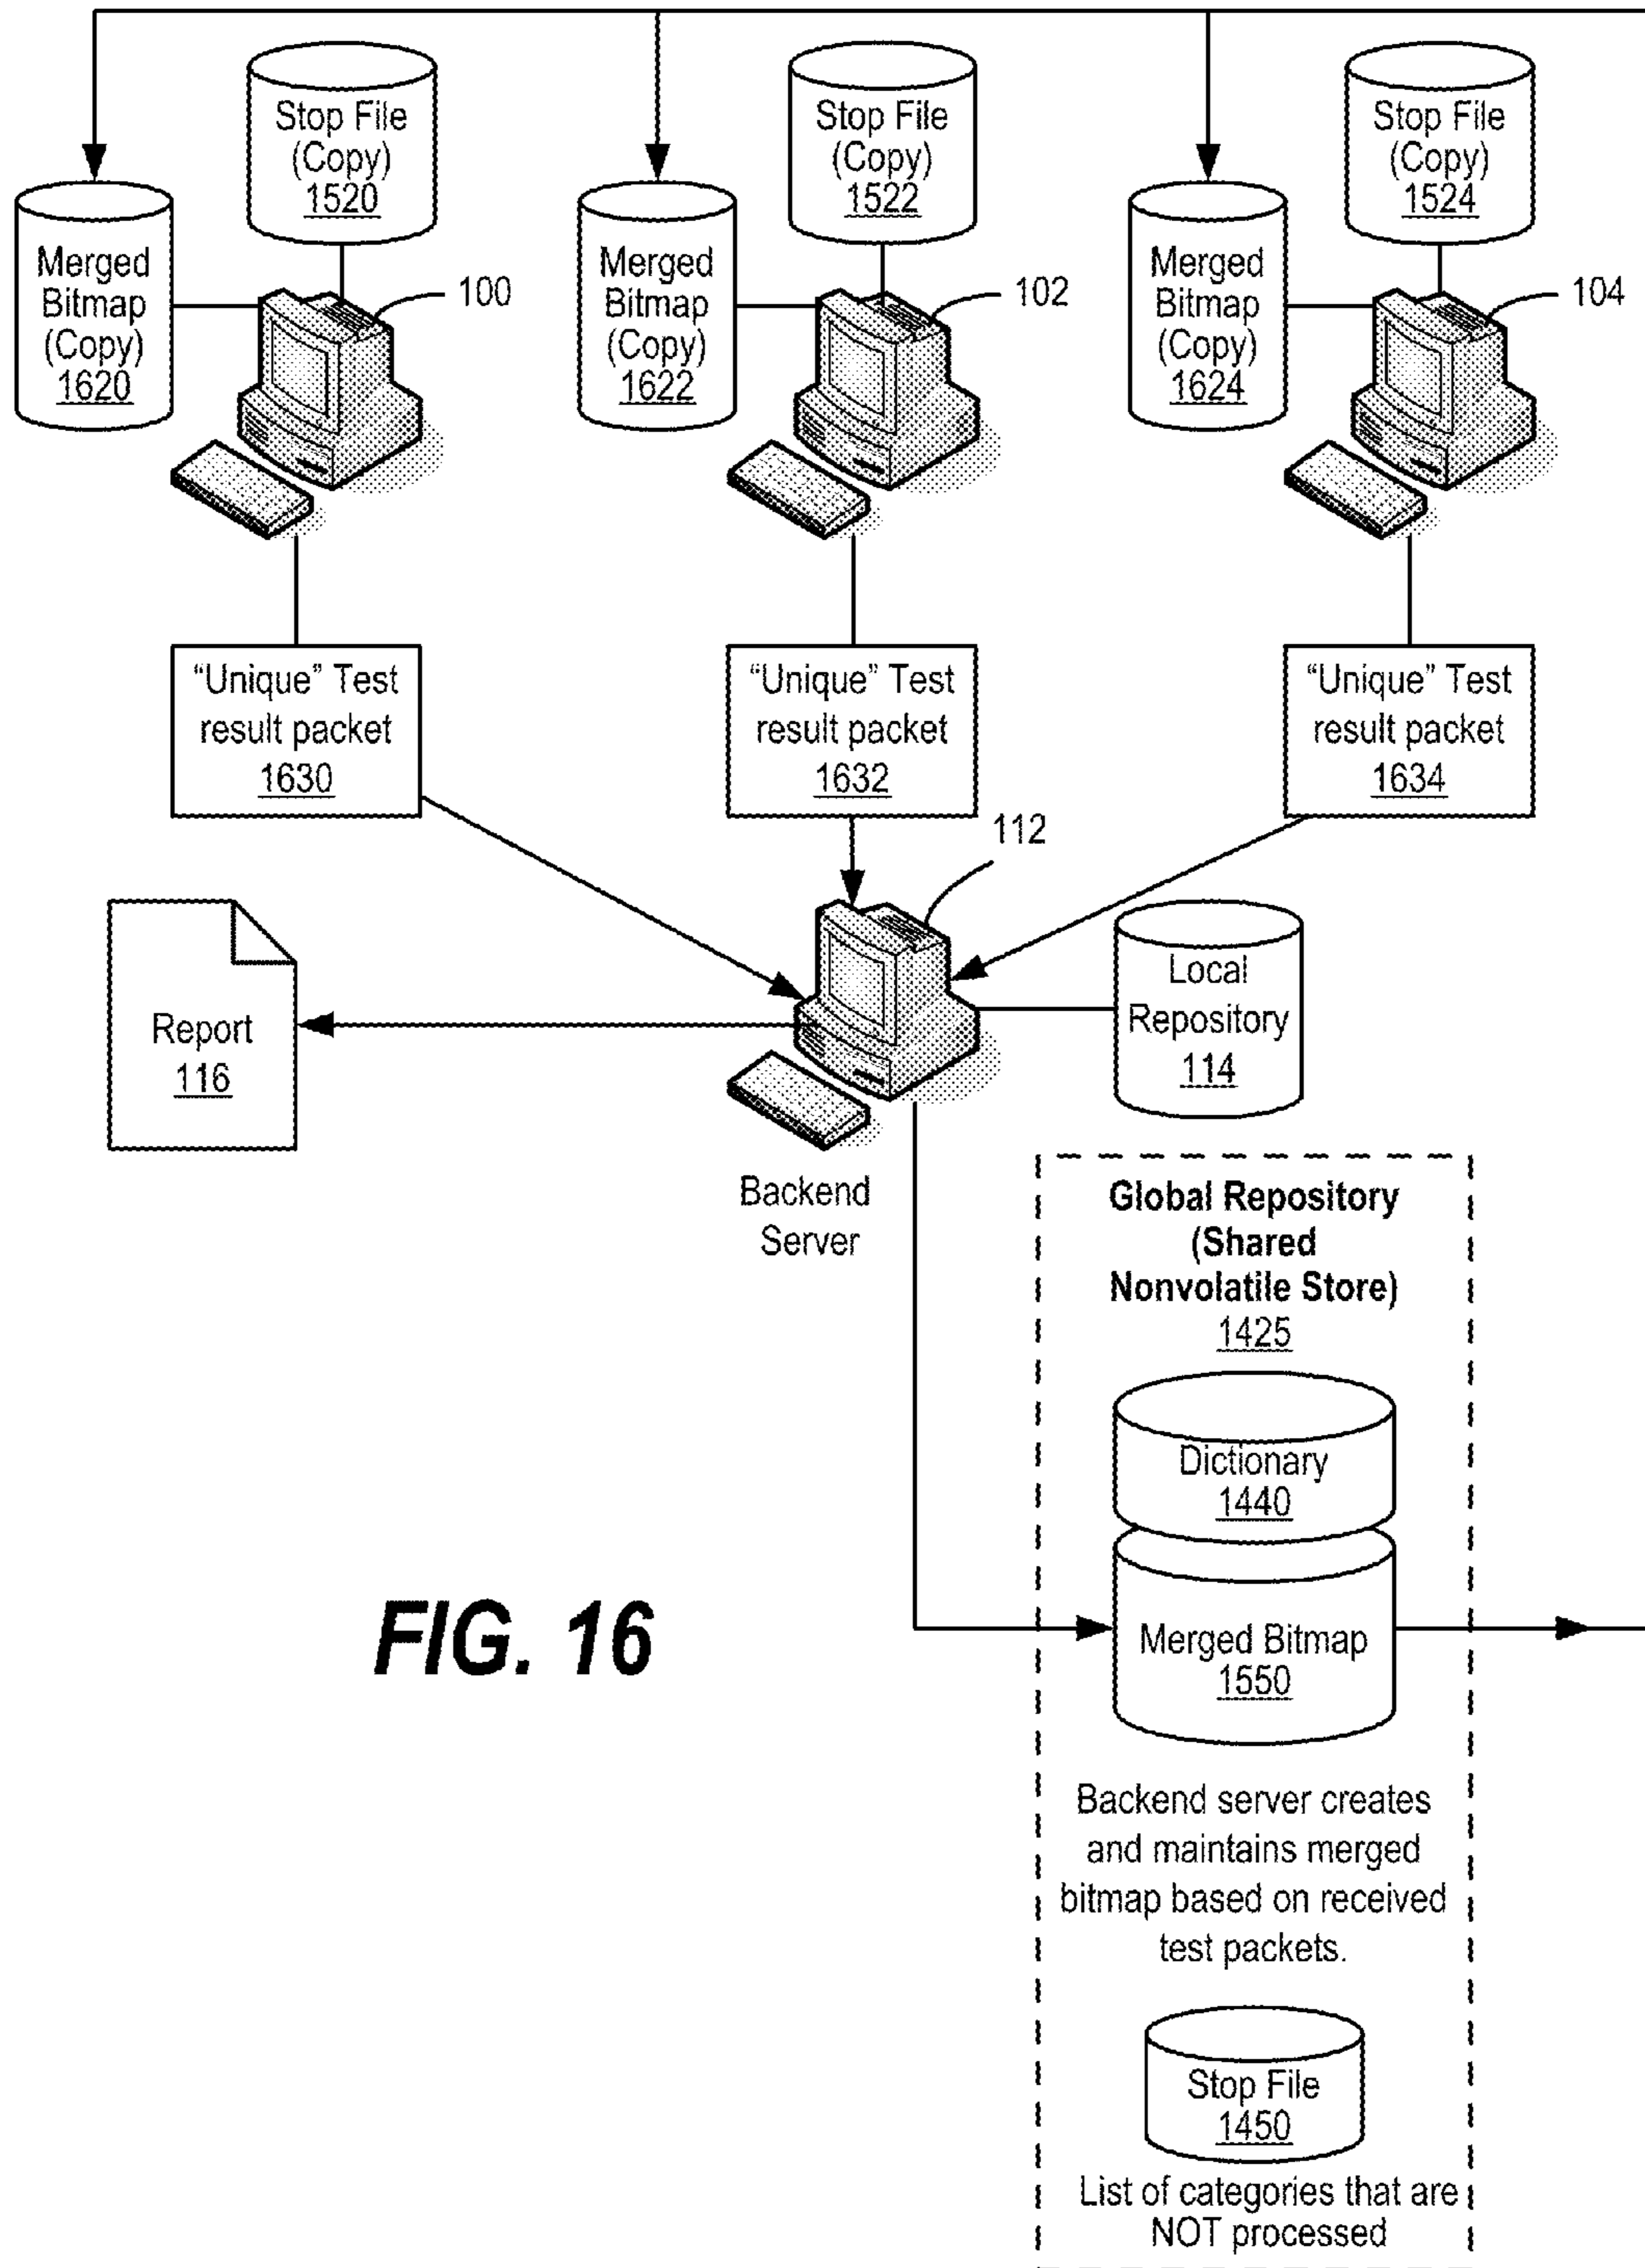 Stop File
(Copy)
1520
Stop File
(Copy)
1522
Stop File
(Copy)
1524
Merged
Bitmap
(Copy)
1620
100
Merged
Bitmap
(Copy)
1622
102
Merged
Bitmap
(Copy)
1624
104
“Unique” Test
result packet
1630
“Unique” Test
result packet
1632
“Unique” Test
result packet
1634
112
Report
116
Local
Repository
114
Backend
Server
Global Repository
(Shared
Nonvolatile Store)
1425
Dictionary
1440
Merged Bitmap
1550
FIG. 16
Backend server creates
and maintains merged
bitmap based on received
test packets.
Stop File
1450
List of categories that are
NOT processed